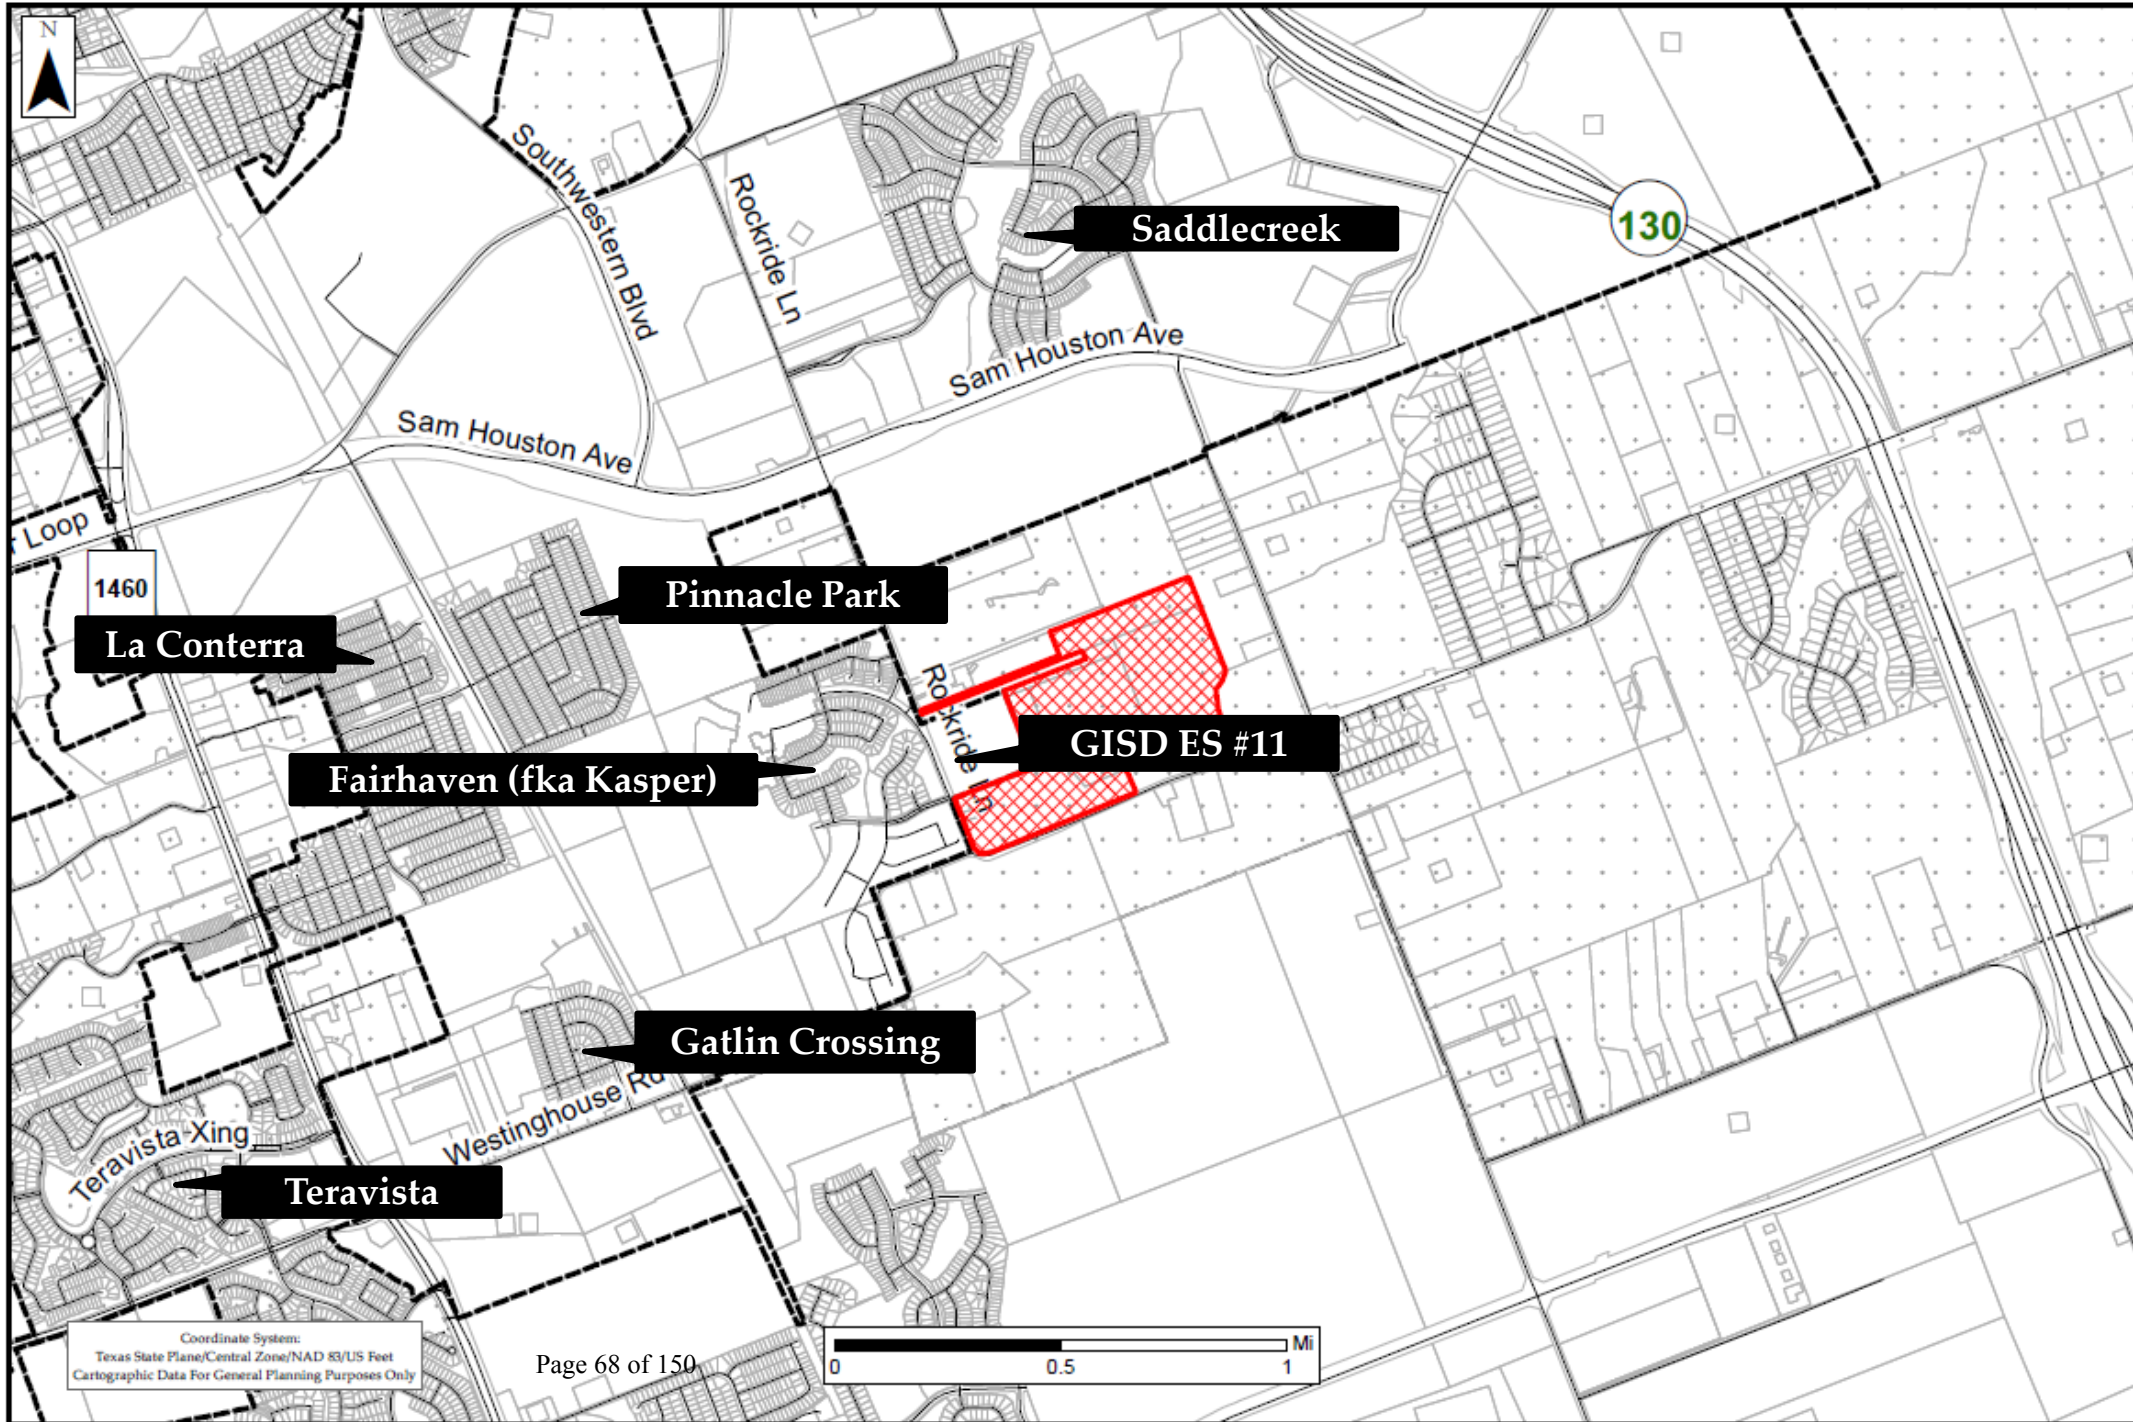 N
Southwestern Blvd
Rockride Ln
Saddlecreek
130
Sam Houston Ave
Sam Houston Ave
r Loop
1460
Pinnacle Park
La Conterra
Rockride Ln
GISD ES #11
Fairhaven (fka Kasper)
Gatlin Crossing
Westinghouse Rd
Teravista Xing
Teravista
Coordinate System:
Texas State Plane/Central Zone/NAD 83/US Feet
Cartographic Data For General Planning Purposes Only
Page 68 of 150
Mi
0 0.5 1